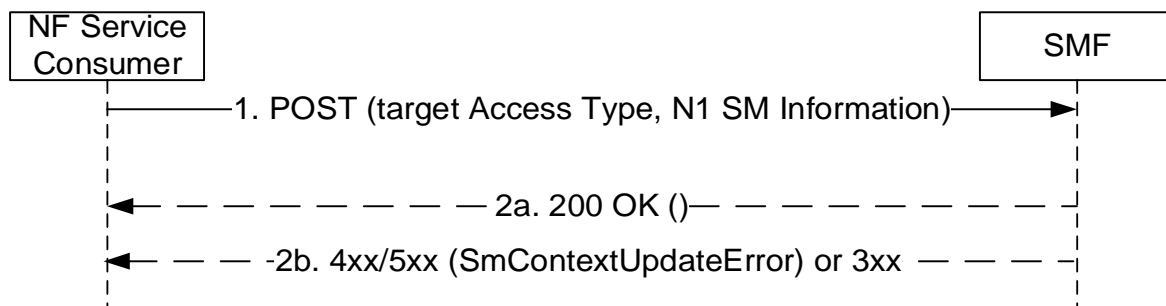 NF Service
Consumer
SMF
1. POST (target Access Type, N1 SM Information)
2a. 200 OK ()
2b. 4xx/5xx (SmContextUpdateError) or 3xx